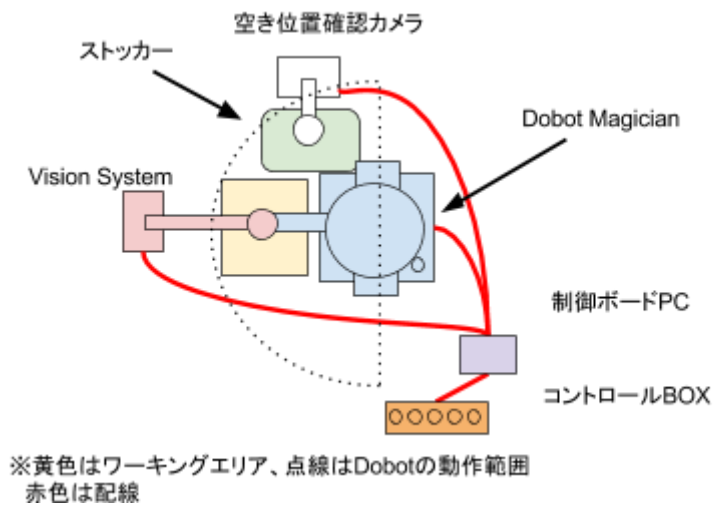 空き位置確認カメラ
ストッカー
Dobot Magician
Vision System
制御ボードPC
コントロールBOX
※黄色はワーキングエリア、点線はDobotの動作範囲
赤色は配線